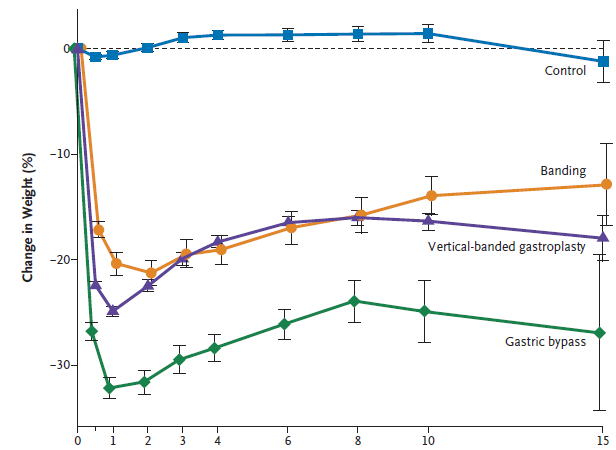 0
Control
–10
Banding
Change in Weight (%)
Vertical-banded gastroplasty
–20
Gastric bypass
–30
0 1 2 3 4 6 8 10 15